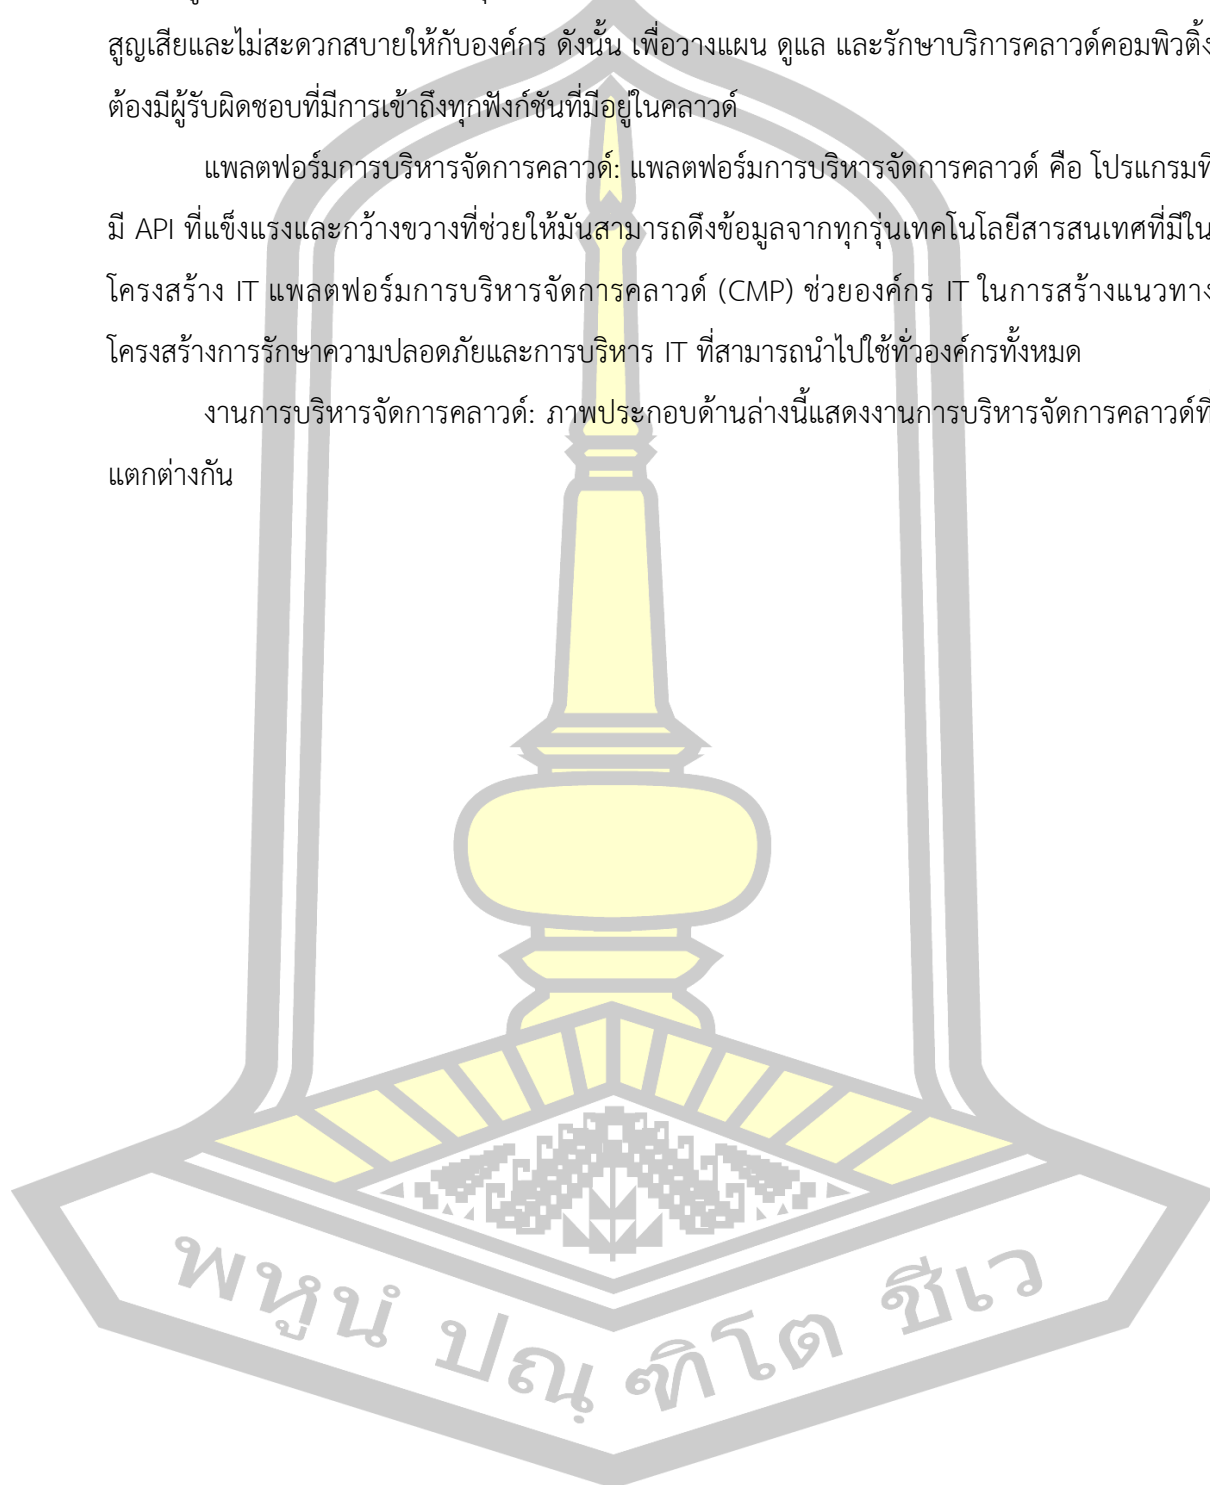 สูญเสียและไม่สะดวกสบายให้กับองค์กร ดังนั้น เพื่อวางแผน ดูแล และรักษาบริการคลาวด์คอมพิวติ้ง
ต้องมีผู้รับผิดชอบที่มีการเข้าถึงทุกฟังก์ชันที่มีอยู่ในคลาวด์
แพลตฟอร์มการบริหารจัดการคลาวด์: แพลตฟอร์มการบริหารจัดการคลาวด์ คือ โปรแกรมที่
มี API ที่แข็งแรงและกว้างขวางที่ช่วยให้มันสามารถดึงข้อมูลจากทุกรุ่นเทคโนโลยีสารสนเทศที่มีใน
โครงสร้าง IT แพลตฟอร์มการบริหารจัดการคลาวด์ (CMP) ช่วยองค์กร IT ในการสร้างแนวทาง
โครงสร้างการรักษาความปลอดภัยและการบริหาร IT ที่สามารถนำไปใช้ทั่วองค์กรทั้งหมด
งานการบริหารจัดการคลาวด์: ภาพประกอบด้านล่างนี้แสดงงานการบริหารจัดการคลาวด์ที่
แตกต่างกัน
พหูนํ ปณฺฑิโต ชีเว